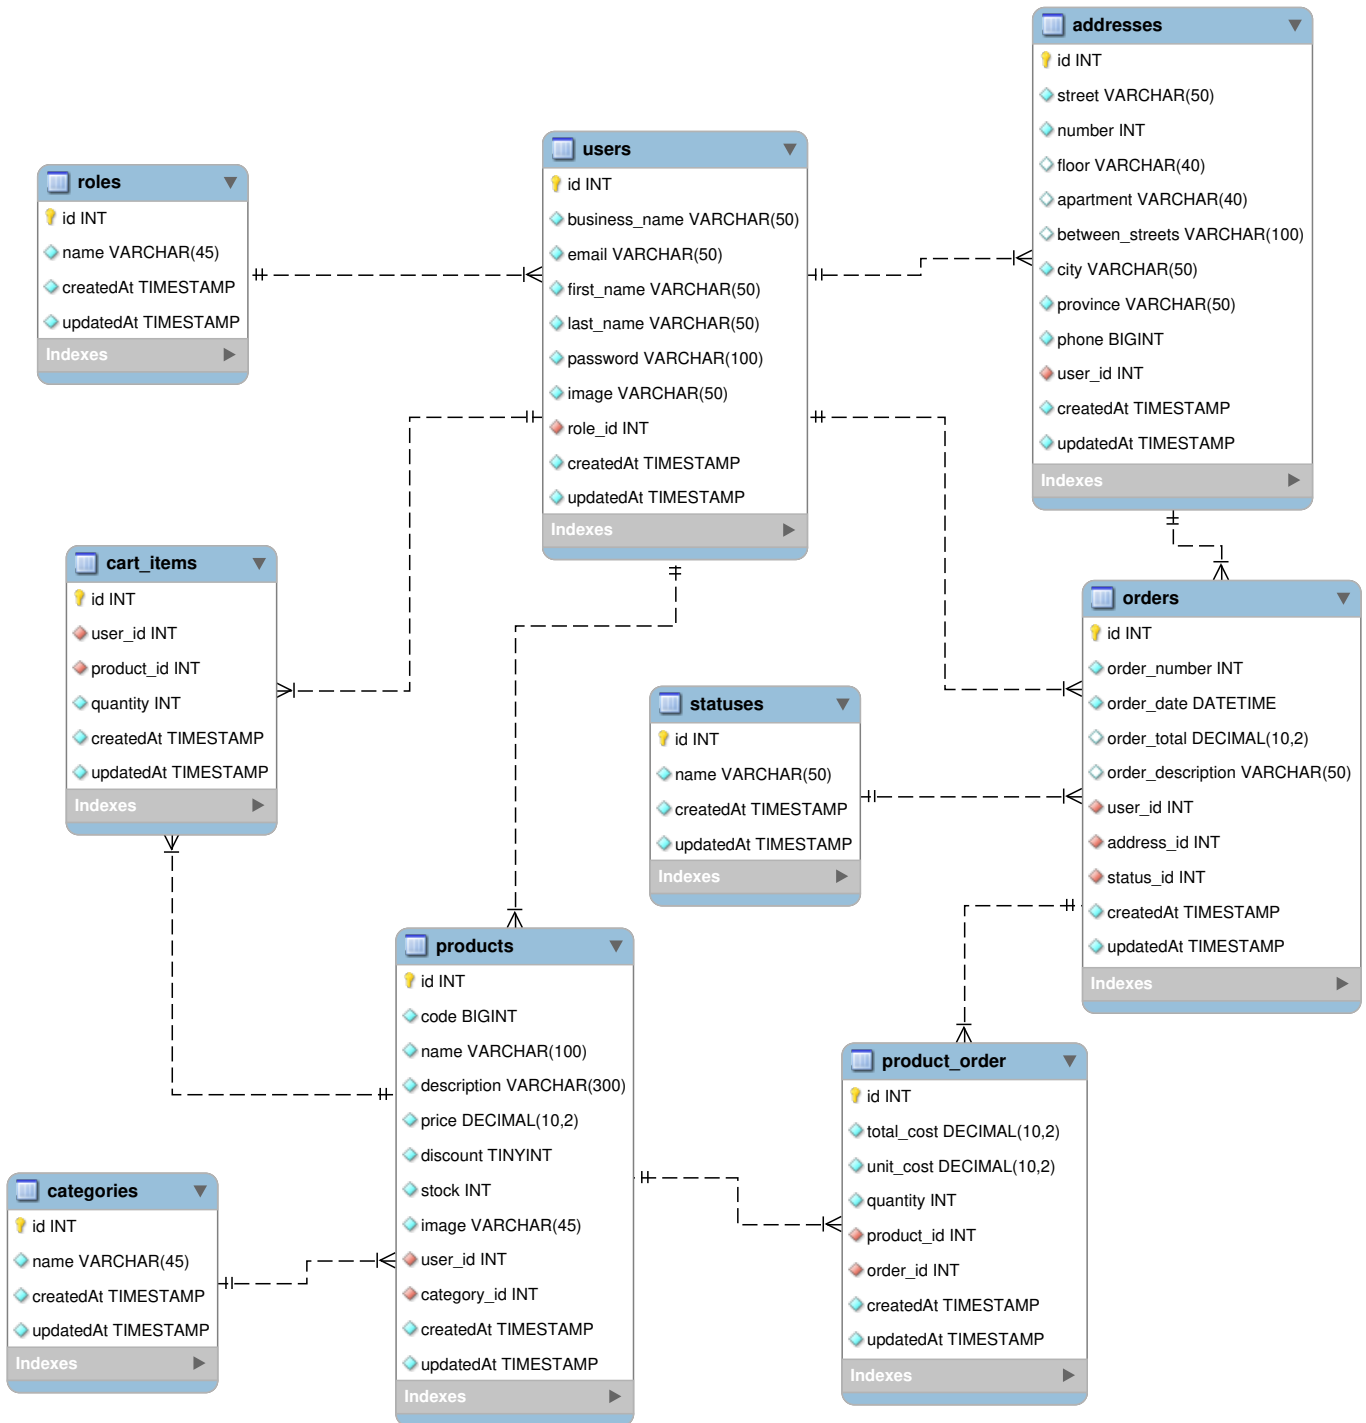 addresses
id INT
street VARCHAR(50)
number INT
floor VARCHAR(40)
apartment VARCHAR(40)
between_streets VARCHAR(100)
city VARCHAR(50)
province VARCHAR(50)
phone BIGINT
user_id INT
createdAt TIMESTAMP
updatedAt TIMESTAMP
Indexes
users
id INT
business_name VARCHAR(50)
email VARCHAR(50)
first_name VARCHAR(50)
last_name VARCHAR(50)
password VARCHAR(100)
image VARCHAR(50)
role_id INT
createdAt TIMESTAMP
updatedAt TIMESTAMP
Indexes
roles
id INT
name VARCHAR(45)
createdAt TIMESTAMP
updatedAt TIMESTAMP
Indexes
cart_items
id INT
user_id INT
product_id INT
quantity INT
createdAt TIMESTAMP
updatedAt TIMESTAMP
Indexes
orders
id INT
order_number INT
order_date DATETIME
order_total DECIMAL(10,2)
order_description VARCHAR(50)
user_id INT
address_id INT
status_id INT
createdAt TIMESTAMP
updatedAt TIMESTAMP
Indexes
statuses
id INT
name VARCHAR(50)
createdAt TIMESTAMP
updatedAt TIMESTAMP
Indexes
products
id INT
code BIGINT
name VARCHAR(100)
description VARCHAR(300)
price DECIMAL(10,2)
discount TINYINT
stock INT
image VARCHAR(45)
user_id INT
category_id INT
createdAt TIMESTAMP
updatedAt TIMESTAMP
Indexes
product_order
id INT
total_cost DECIMAL(10,2)
unit_cost DECIMAL(10,2)
quantity INT
product_id INT
order_id INT
createdAt TIMESTAMP
updatedAt TIMESTAMP
Indexes
categories
id INT
name VARCHAR(45)
createdAt TIMESTAMP
updatedAt TIMESTAMP
Indexes